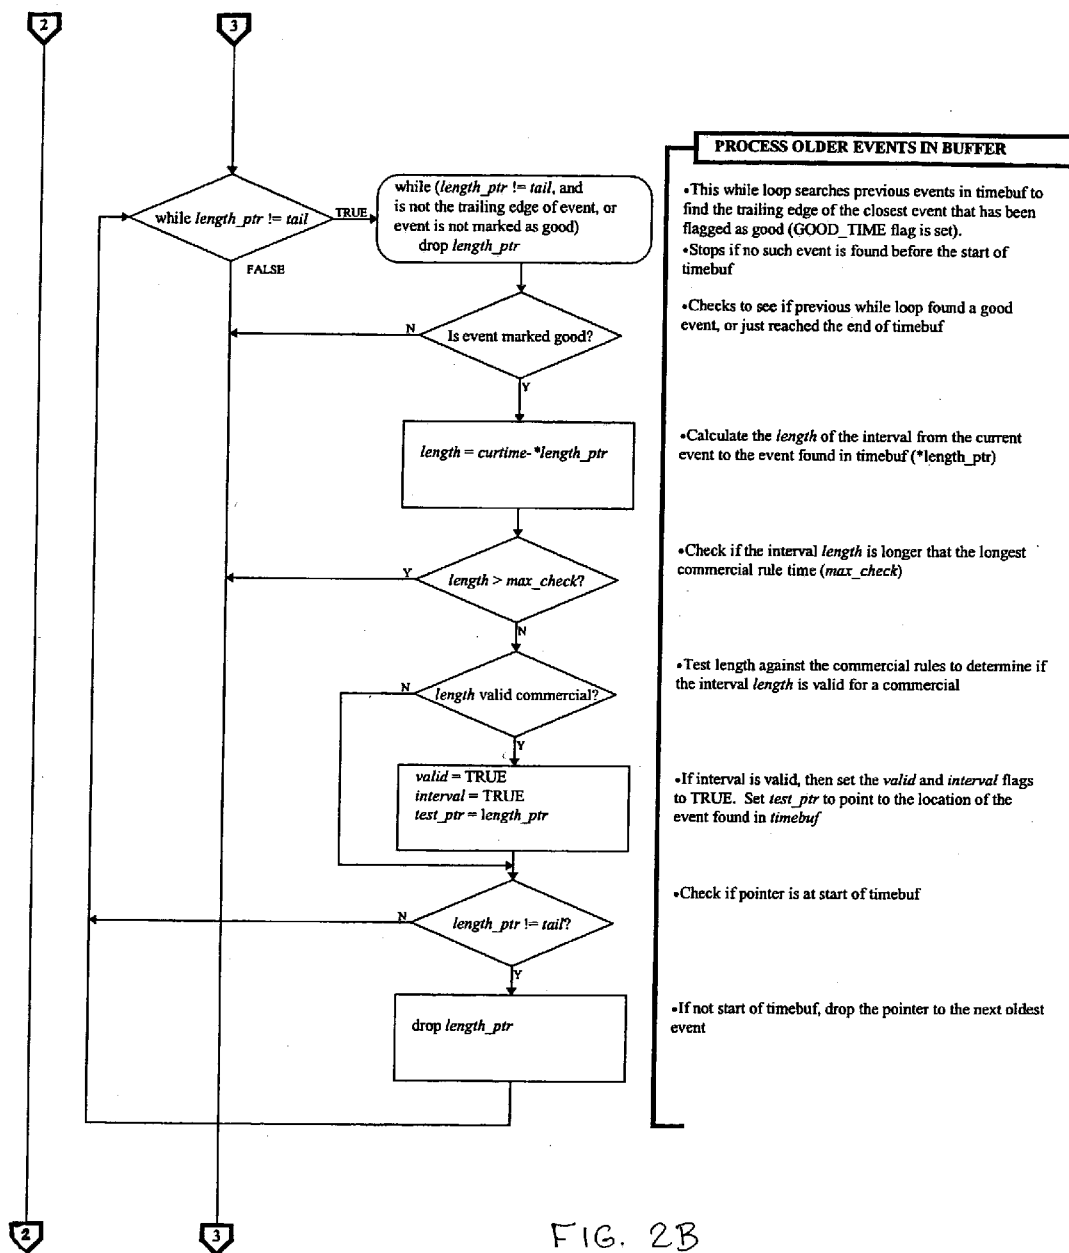 2
3
PROCESS OLDER EVENTS IN BUFFER
while length_ptr != tail
TRUE
FALSE
while (length_ptr != tail, and
is not the trailing edge of event, or
event is not marked as good)
drop length_ptr
•This while loop searches previous events in timebuf to
find the trailing edge of the closest event that has been
flagged as good (GOOD_TIME flag is set).
•Stops if no such event is found before the start of
timebuf
N
Is event marked good?
Y
•Checks to see if previous while loop found a good
event, or just reached the end of timebuf
length = curtime- *length_ptr
•Calculate the length of the interval from the current
event to the event found in timebuf (*length_ptr)
Y
length > max_check?
N
•Check if the interval length is longer that the longest
commercial rule time (max_check)
N
length valid commercial?
Y
•Test length against the commercial rules to determine if
the interval length is valid for a commercial
valid = TRUE
interval = TRUE
test_ptr = length_ptr
•If interval is valid, then set the valid and interval flags
to TRUE. Set test_ptr to point to the location of the
event found in timebuf
N
length_ptr != tail?
Y
•Check if pointer is at start of timebuf
drop length_ptr
•If not start of timebuf, drop the pointer to the next oldest
event
2
3
FIG. 2B